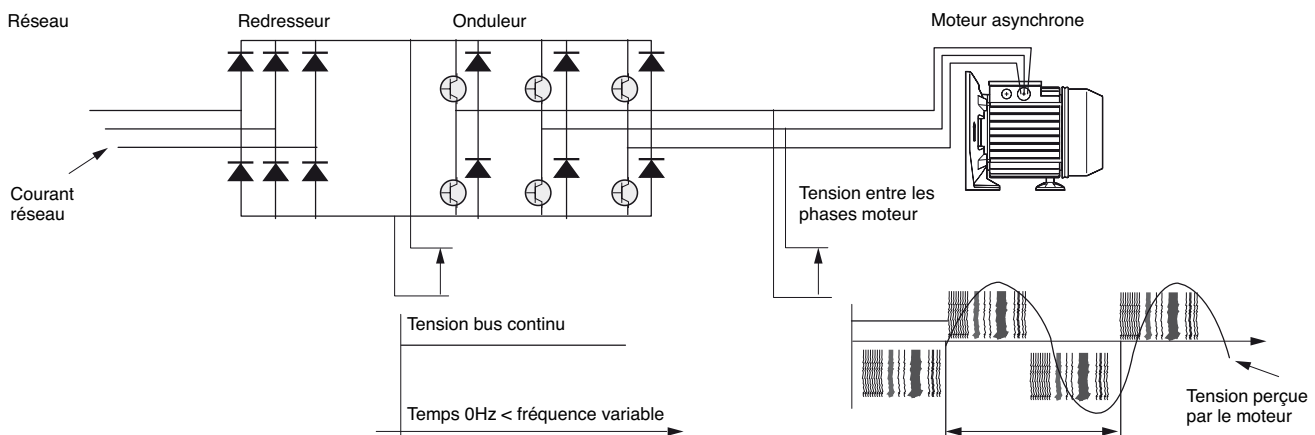 Réseau
Redresseur
Onduleur
Moteur asynchrone
Courant
réseau
Tension entre les
phases moteur
Tension bus continu
Temps 0Hz < fréquence variable
Tension perçue
par le moteur